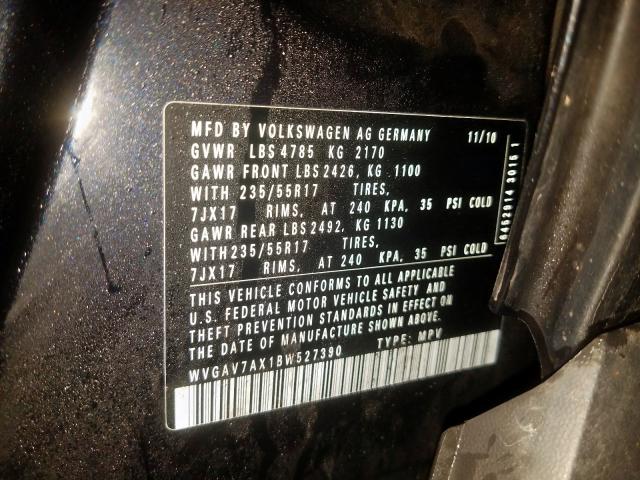 MFD BY VOLKSWAGEN AG GERMANY 11/10
GVWR LBS 4785 KG 2170
GAWR FRONT LBS 2426, KG 1100
WITH 235/55R17 TIRES,
7JX17 RIMS, AT 240 KPA, 35 PSI COLD
GAWR REAR LBS 2492, KG 1130
WITH 235/55R17 TIRES,
7JX17 RIMS, AT 240 KPA, 35 PSI COLD
THIS VEHICLE CONFORMS TO ALL APPLICABLE
U.S. FEDERAL MOTOR VEHICLE SAFETY AND
THEFT PREVENTION STANDARDS IN EFFECT ON
THE DATE OF MANUFACTURE SHOWN ABOVE.
WVGAV7AX1BW527390 TYPE: MPV
0452914 3016 1